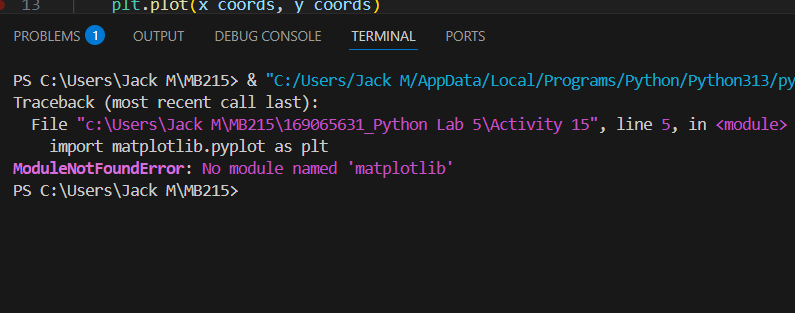 13 plt.plot(x coords, y coords)
PROBLEMS 1 OUTPUT DEBUG CONSOLE TERMINAL PORTS
PS C:\Users\Jack M\MB215> & "C:/Users/Jack M/AppData/Local/Programs/Python/Python313/py
Traceback (most recent call last):
File "c:\Users\Jack M\MB215\169065631_Python Lab 5\Activity 15", line 5, in <module>
import matplotlib.pyplot as plt
ModuleNotFoundError: No module named 'matplotlib'
PS C:\Users\Jack M\MB215>